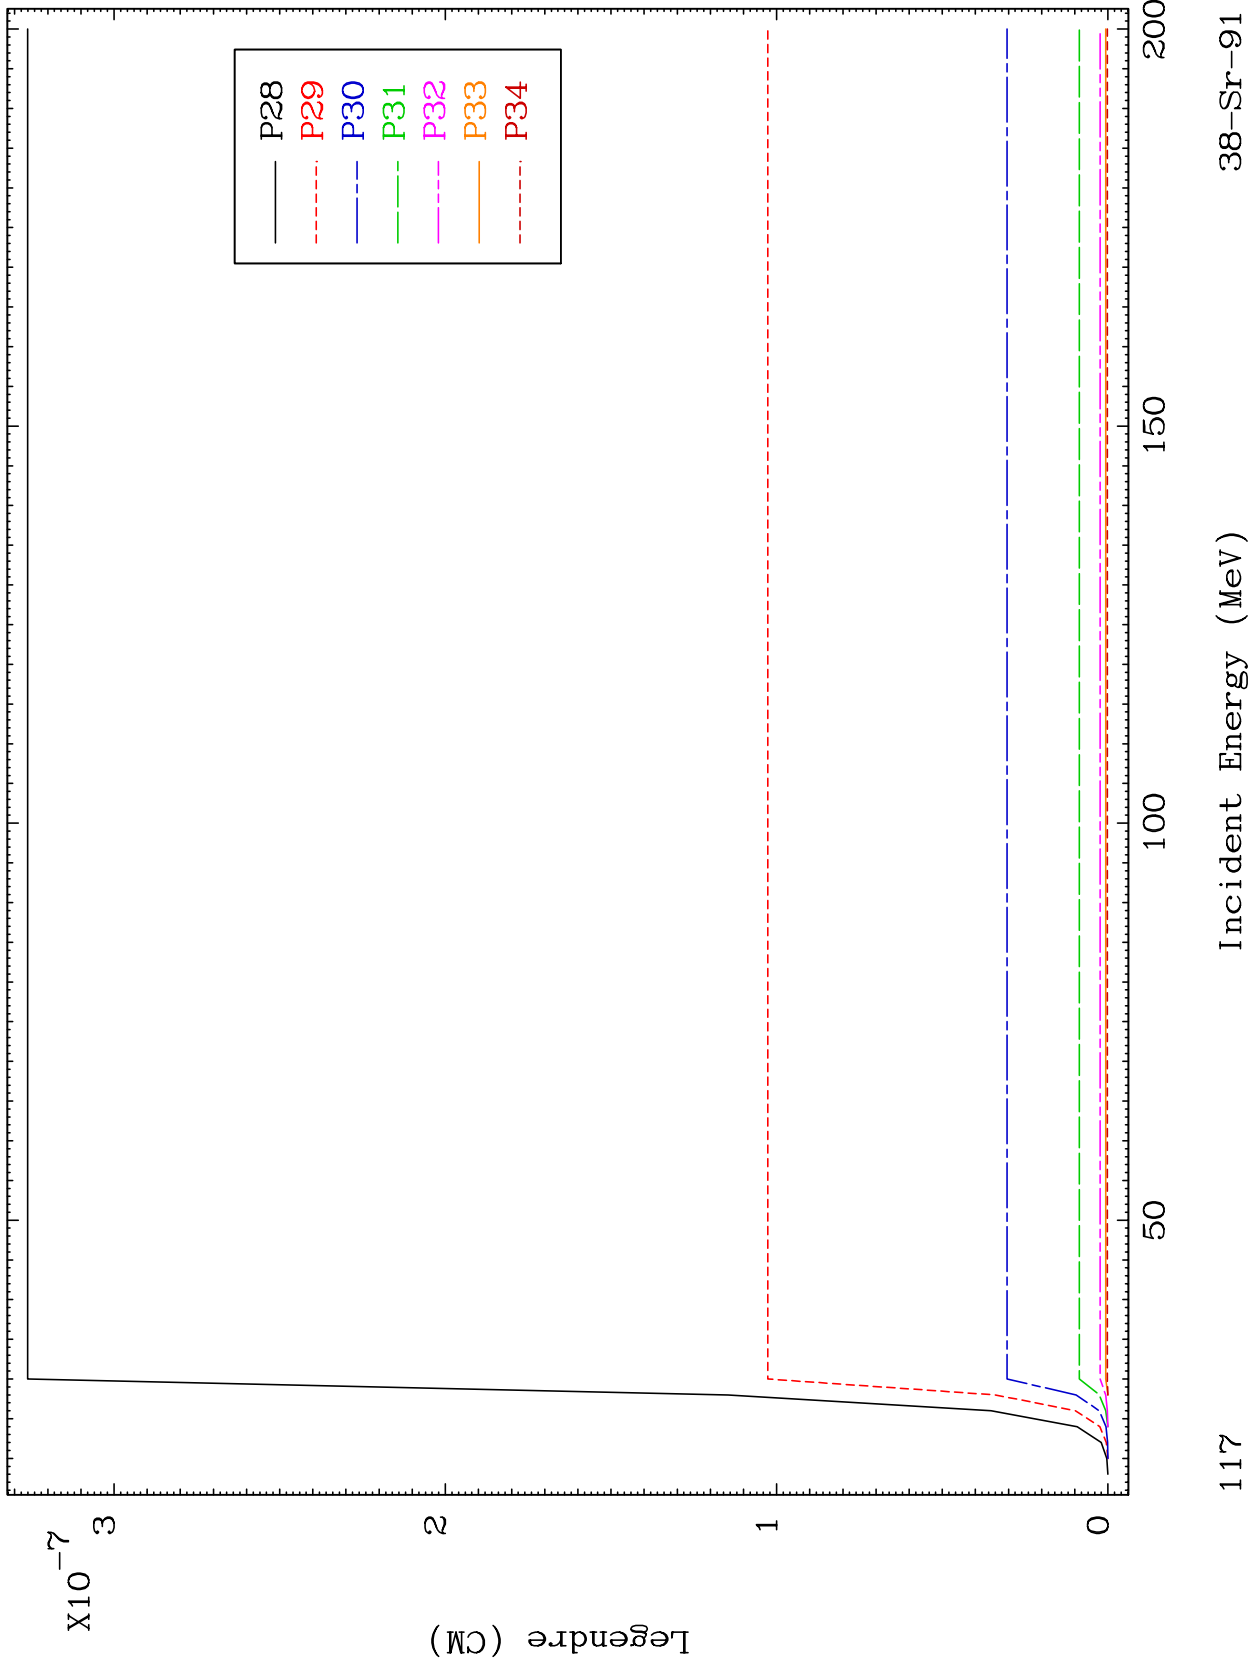 X10-7
3
2
1
0
Legendre (CM)
P28
P29
P30
P31
P32
P33
P34
50
100
150
200
Incident Energy (MeV)
117
38-Sr-91